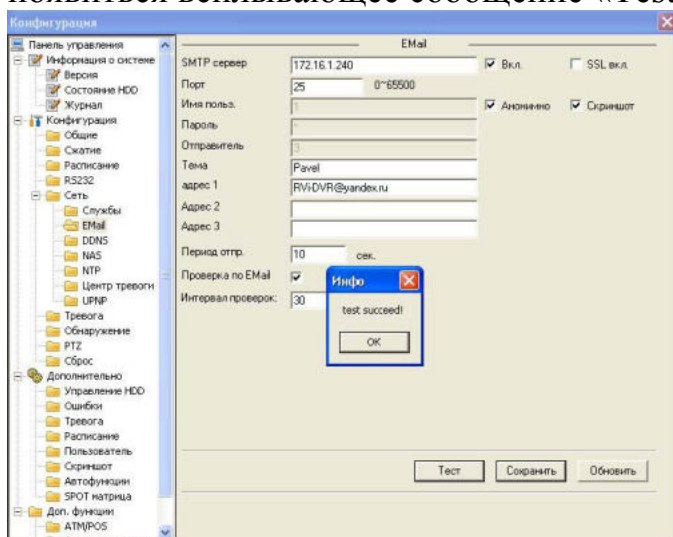 появиться всплывающее сообщение «Test
Конфигурация
Панель управления
Информация о системе
Версия
Состояние HDD
Журнал
Конфигурация
Общие
Сжатие
Расписание
RS232
Сеть
Службы
EMail
DDNS
NAS
NTP
Центр тревоги
UPNP
Тревога
Обнаружение
PTZ
Сброс
Дополнительно
Управление HDD
Ошибки
Тревога
Расписание
Пользователь
Скриншот
Автофункции
SPOT матрица
Доп. функции
ATM/POS
EMail
SMTP сервер 172.16.1.240 Вкл. SSL вкл.
Порт 25 0~65500
Имя польз. 1 Анонимно Скриншот
Пароль
Отправитель 3
Тема Pavel
адрес 1 RVi-DVR@yandex.ru
Адрес 2
Адрес 3
Период отпр. 10 сек.
Проверка по EMail
Интервал проверок: 30
Инфо
test succeed!
OK
Тест Сохранить Обновить